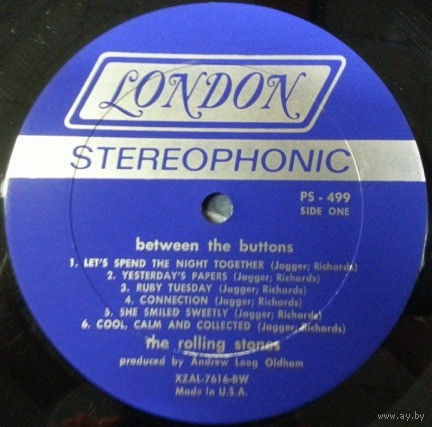 LONDON
STEREOPHONIC
PS - 499
SIDE ONE
between the buttons
1. LET'S SPEND THE NIGHT TOGETHER (Jagger; Richards)
2. YESTERDAY'S PAPERS (Jagger; Richards)
3. RUBY TUESDAY (Jagger; Richards)
4. CONNECTION (Jagger; Richards)
5. SHE SMILED SWEETLY (Jagger; Richards)
6. COOL, CALM AND COLLECTED (Jagger; Richards)
the rolling stones
produced by Andrew Loog Oldham
XZAL-7616-BW
Made in U.S.A.
www.ay.by